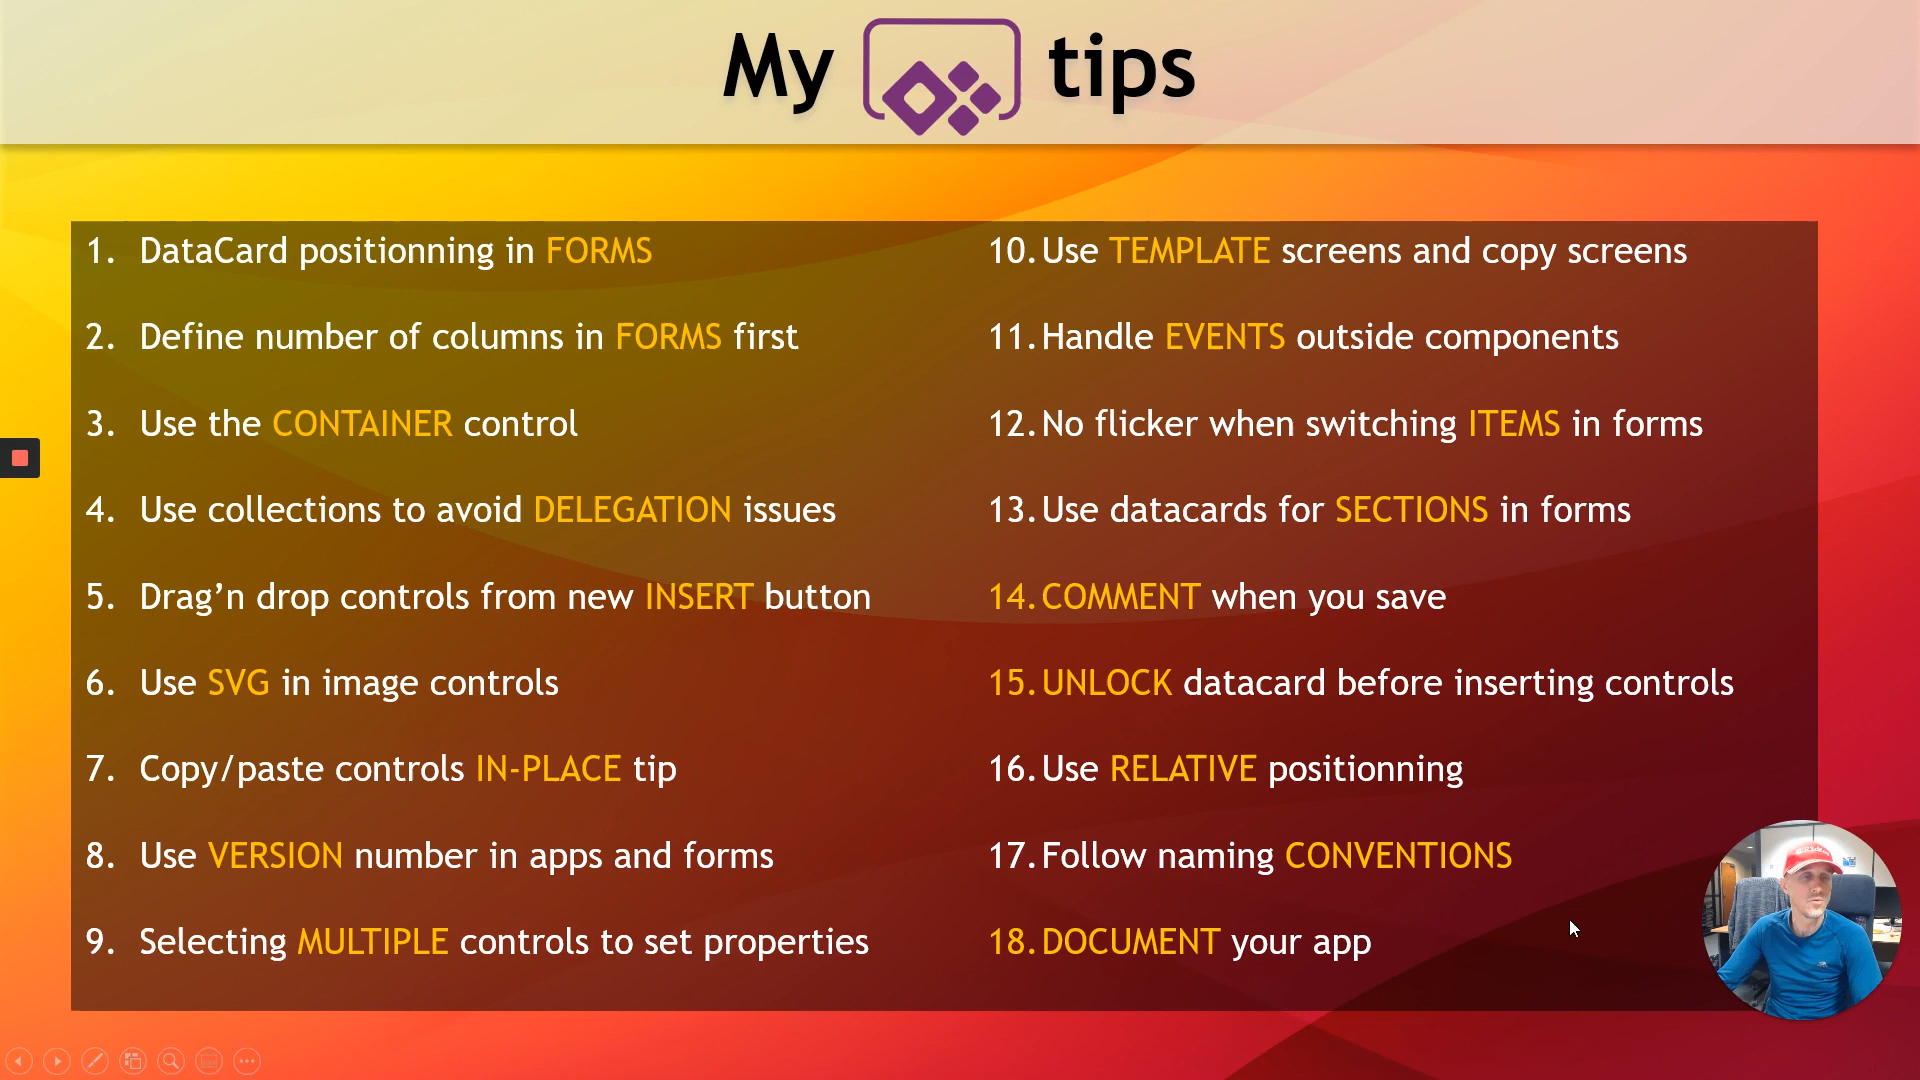 My tips
1. DataCard positionning in FORMS
2. Define number of columns in FORMS first
3. Use the CONTAINER control
4. Use collections to avoid DELEGATION issues
5. Drag’n drop controls from new INSERT button
6. Use SVG in image controls
7. Copy/paste controls IN-PLACE tip
8. Use VERSION number in apps and forms
9. Selecting MULTIPLE controls to set properties
10. Use TEMPLATE screens and copy screens
11. Handle EVENTS outside components
12. No flicker when switching ITEMS in forms
13. Use datacards for SECTIONS in forms
14. COMMENT when you save
15. UNLOCK datacard before inserting controls
16. Use RELATIVE positionning
17. Follow naming CONVENTIONS
18. DOCUMENT your app